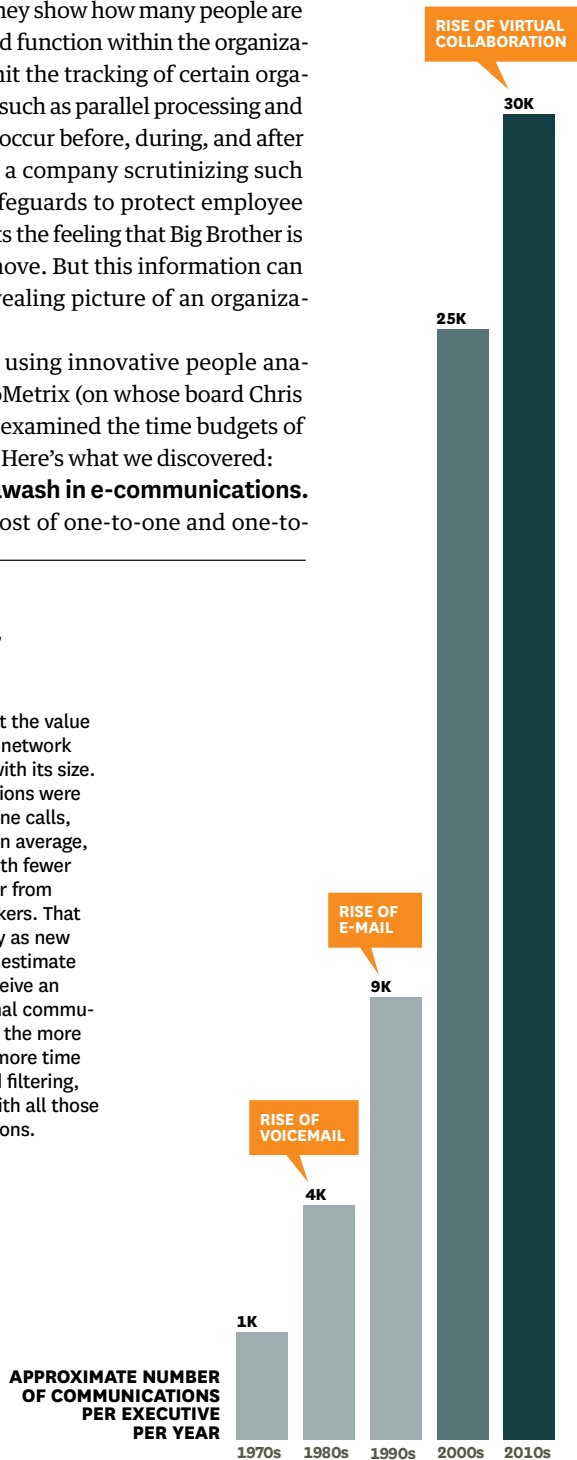 hey show how many people are
d function within the organiza-
nit the tracking of certain orga-
such as parallel processing and
occur before, during, and after
a company scrutinizing such
feguards to protect employee
ts the feeling that Big Brother is
nove. But this information can
vealing picture of an organiza-
using innovative people ana-
oMetrix (on whose board Chris
examined the time budgets of
Here’s what we discovered:
awash in e-communications.
ost of one-to-one and one-to-
t the value
network
with its size.
ions were
ne calls,
n average,
th fewer
r from
kers. That
y as new
estimate
eive an
nal commu-
the more
more time
l filtering,
ith all those
ons.
RISE OF VIRTUAL
COLLABORATION
30K
25K
RISE OF
E-MAIL
9K
RISE OF
VOICEMAIL
4K
1K
APPROXIMATE NUMBER
OF COMMUNICATIONS
PER EXECUTIVE
PER YEAR
1970s 1980s 1990s 2000s 2010s